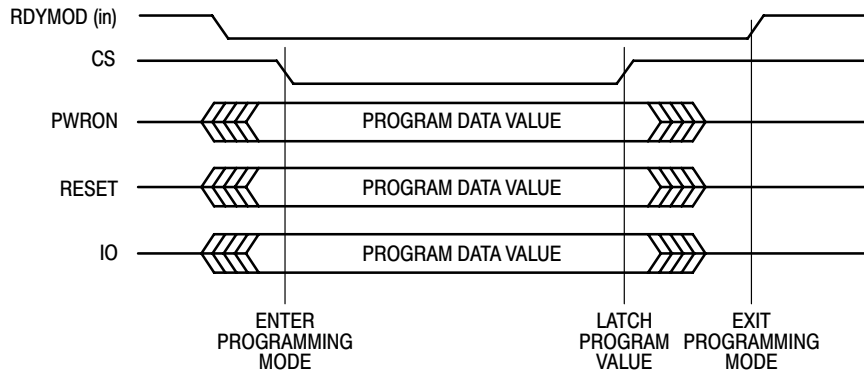 RDYMOD (in)
CS
PWRON
PROGRAM DATA VALUE
RESET
PROGRAM DATA VALUE
IO
PROGRAM DATA VALUE
ENTER
PROGRAMMING
MODE
LATCH
PROGRAM
VALUE
EXIT
PROGRAMMING
MODE